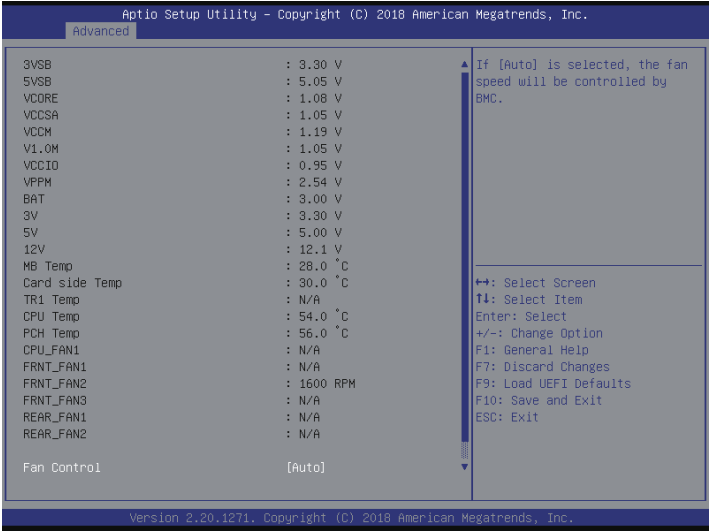 Aptio Setup Utility – Copyright (C) 2018 American Megatrends, Inc.
Advanced
3VSB : 3.30 V
5VSB : 5.05 V
VCORE : 1.08 V
VCCSA : 1.05 V
VCCM : 1.19 V
V1.0M : 1.05 V
VCCIO : 0.95 V
VPPM : 2.54 V
BAT : 3.00 V
3V : 3.30 V
5V : 5.00 V
12V : 12.1 V
MB Temp : 28.0 °C
Card side Temp : 30.0 °C
TR1 Temp : N/A
CPU Temp : 54.0 °C
PCH Temp : 56.0 °C
CPU_FAN1 : N/A
FRNT_FAN1 : N/A
FRNT_FAN2 : 1600 RPM
FRNT_FAN3 : N/A
REAR_FAN1 : N/A
REAR_FAN2 : N/A
Fan Control [Auto]
If [Auto] is selected, the fan
speed will be controlled by
BMC.
↔: Select Screen
↑↓: Select Item
Enter: Select
+/-: Change Option
F1: General Help
F7: Discard Changes
F9: Load UEFI Defaults
F10: Save and Exit
ESC: Exit
Version 2.20.1271. Copyright (C) 2018 American Megatrends, Inc.